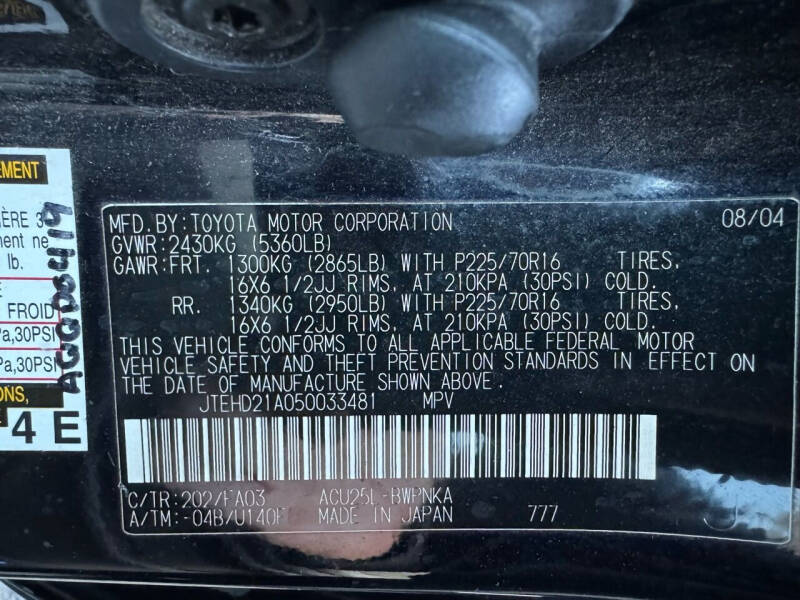 EMENT
ÈRE 3
ment ne
lb.
FROID
a,30PSI
a,30PSI
ONS,
4 E
MFD.BY:TOYOTA MOTOR CORPORATION 08/04
GVWR:2430KG (5360LB)
GAWR:FRT. 1300KG (2865LB) WITH P225/70R16 TIRES,
16X6 1/2JJ RIMS, AT 210KPA (30PSI) COLD.
RR. 1340KG (2950LB) WITH P225/70R16 TIRES,
16X6 1/2JJ RIMS, AT 210KPA (30PSI) COLD.
THIS VEHICLE CONFORMS TO ALL APPLICABLE FEDERAL MOTOR
VEHICLE SAFETY AND THEFT PREVENTION STANDARDS IN EFFECT ON
THE DATE OF MANUFACTURE SHOWN ABOVE.
JTEHD21A050033481 MPV
C/TR:202/FA03 ACU25L-BWPNKA
A/TM:-04B/U140F MADE IN JAPAN 777 J